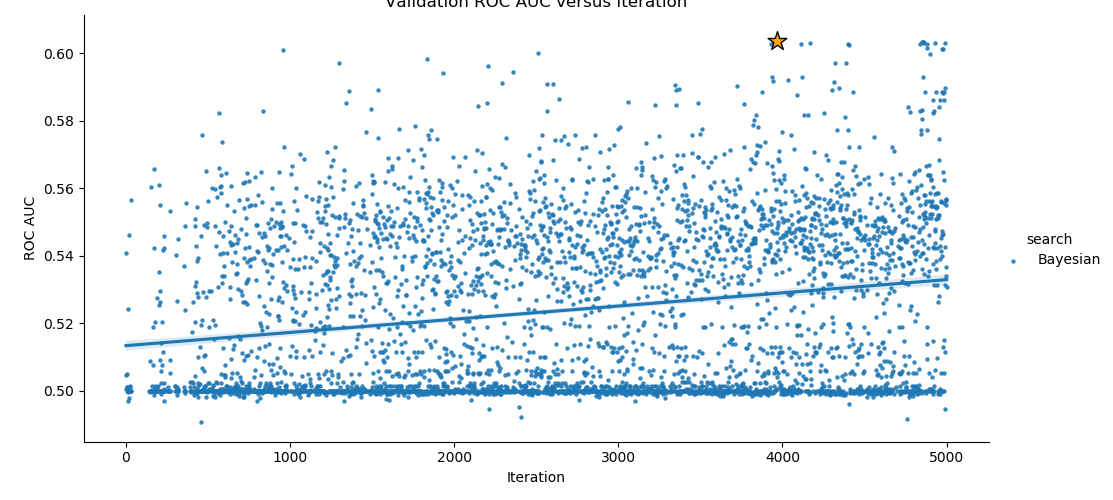 Validation ROC AUC versus Iteration
0.60
0.58
0.56
0.54
0.52
0.50
ROC AUC
0
1000
2000
3000
4000
5000
Iteration
search
Bayesian